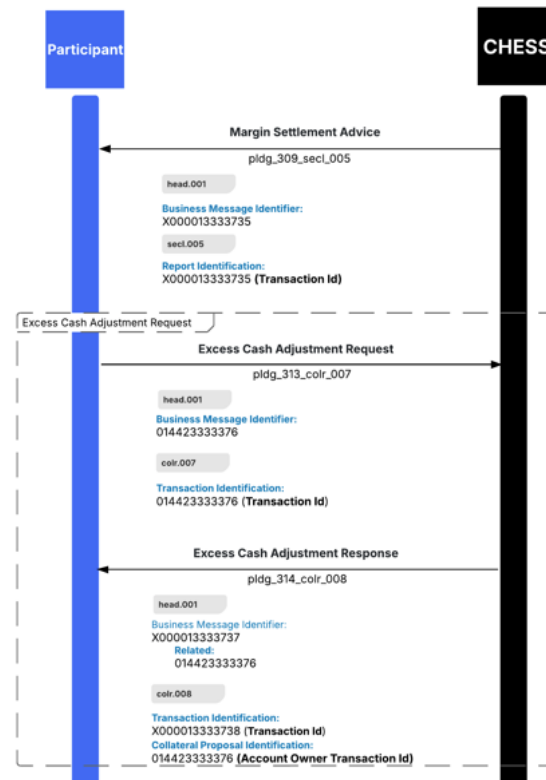 Participant
CHESS
Margin Settlement Advice
pldg_309_secl_005
head.001
Business Message Identifier:
X000013333735
secl.005
Report Identification:
X000013333735 (Transaction Id)
Excess Cash Adjustment Request
Excess Cash Adjustment Request
pldg_313_colr_007
head.001
Business Message Identifier:
014423333376
colr.007
Transaction Identification:
014423333376 (Transaction Id)
Excess Cash Adjustment Response
pldg_314_colr_008
head.001
Business Message Identifier:
X000013333737
Related:
014423333376
colr.008
Transaction Identification:
X000013333738 (Transaction Id)
Collateral Proposal Identification:
014423333376 (Account Owner Transaction Id)